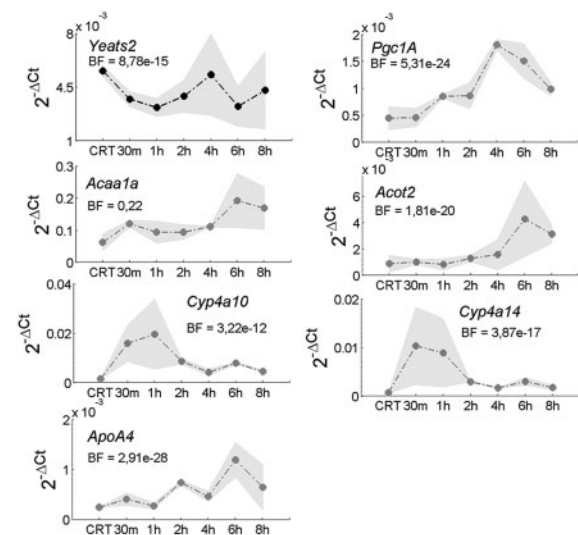 x 10⁻³
8
Yeats2
BF = 8,78e-15
4.5
1
2^-ΔCt
CRT 30m 1h 2h 4h 6h 8h
x 10⁻³
2
Pgc1A
BF = 5,31e-24
1.5
1
0.5
0
2^-ΔCt
CRT 30m 1h 2h 4h 6h 8h
0.3
Acaa1a
BF = 0,22
0.2
0.1
0
2^-ΔCt
CRT 30m 1h 2h 4h 6h 8h
x 10⁻³
Acot2
6
BF = 1,81e-20
4
2
0
2^-ΔCt
CRT 30m 1h 2h 4h 6h 8h
0.04
Cyp4a10
BF = 3,22e-12
0.02
0
2^-ΔCt
CRT 30m 1h 2h 4h 6h 8h
0.02
Cyp4a14
BF = 3,87e-17
0.01
0
2^-ΔCt
CRT 30m 1h 2h 4h 6h 8h
x 10⁻³
2
ApoA4
BF = 2,91e-28
1
0
2^-ΔCt
CRT 30m 1h 2h 4h 6h 8h